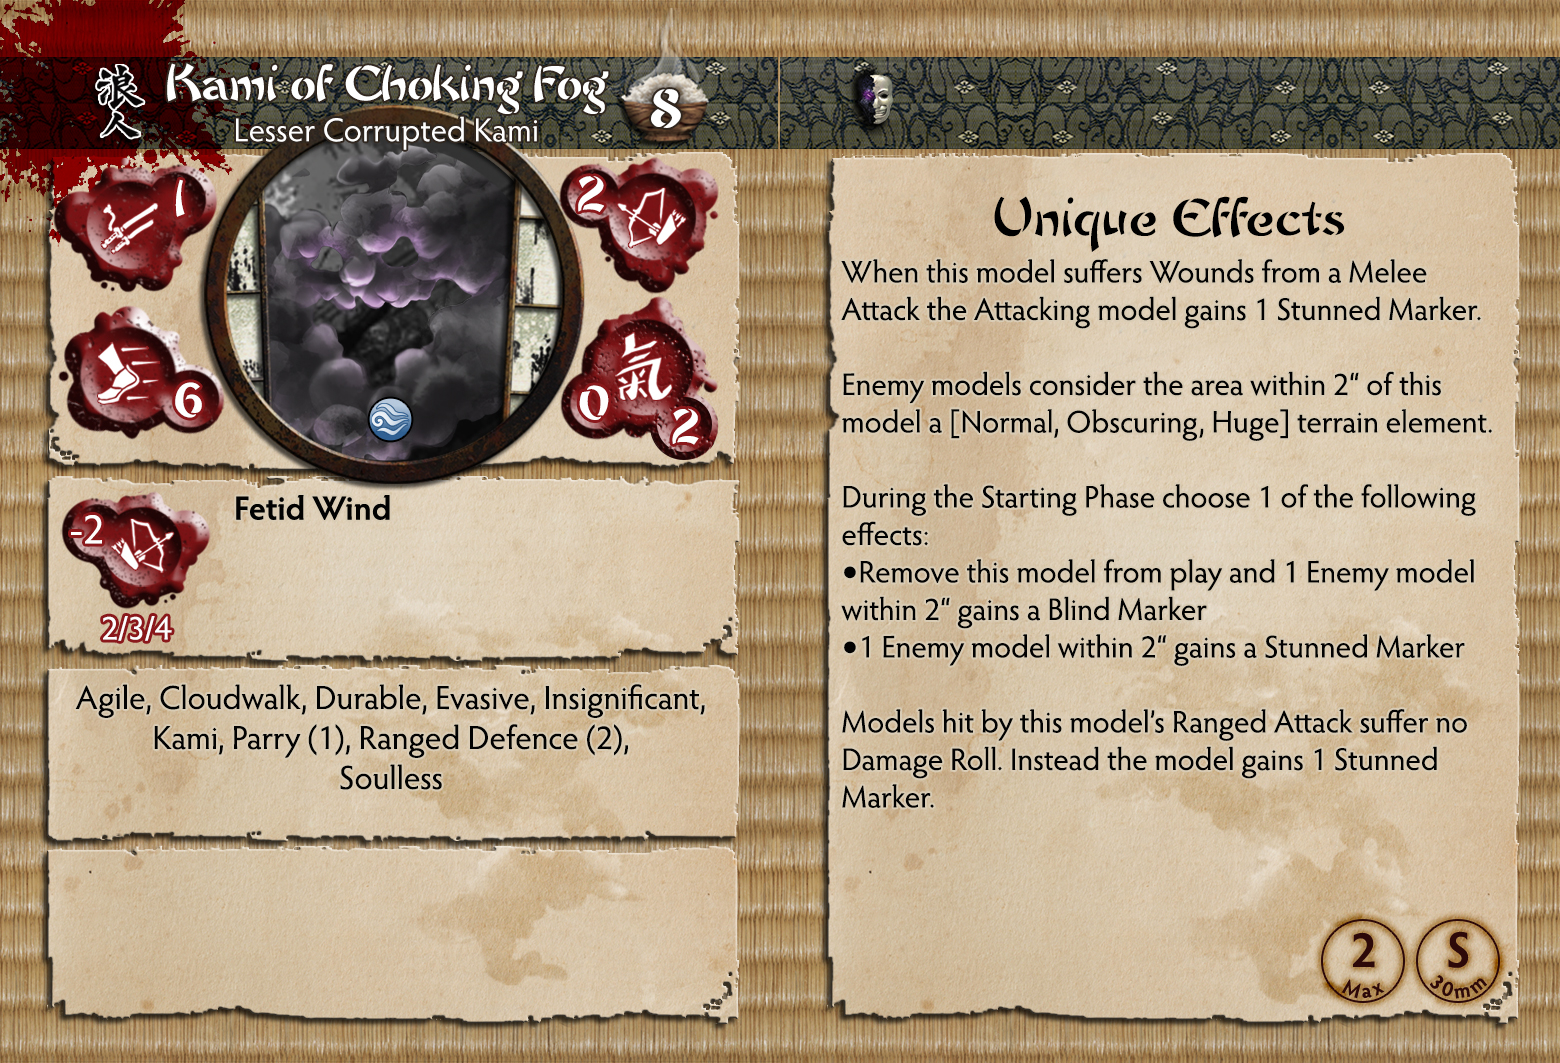 浪人
Kami of Choking Fog
8
Lesser Corrupted Kami
1
2
6
氣
0
2
-2
Fetid Wind
2/3/4
Agile, Cloudwalk, Durable, Evasive, Insignificant,
Kami, Parry (1), Ranged Defence (2),
Soulless
Unique Effects
When this model suffers Wounds from a Melee
Attack the Attacking model gains 1 Stunned Marker.
Enemy models consider the area within 2“ of this
model a [Normal, Obscuring, Huge] terrain element.
During the Starting Phase choose 1 of the following
effects:
•Remove this model from play and 1 Enemy model
within 2“ gains a Blind Marker
•1 Enemy model within 2“ gains a Stunned Marker
Models hit by this model's Ranged Attack suffer no
Damage Roll. Instead the model gains 1 Stunned
Marker.
2
Max
S
30mm